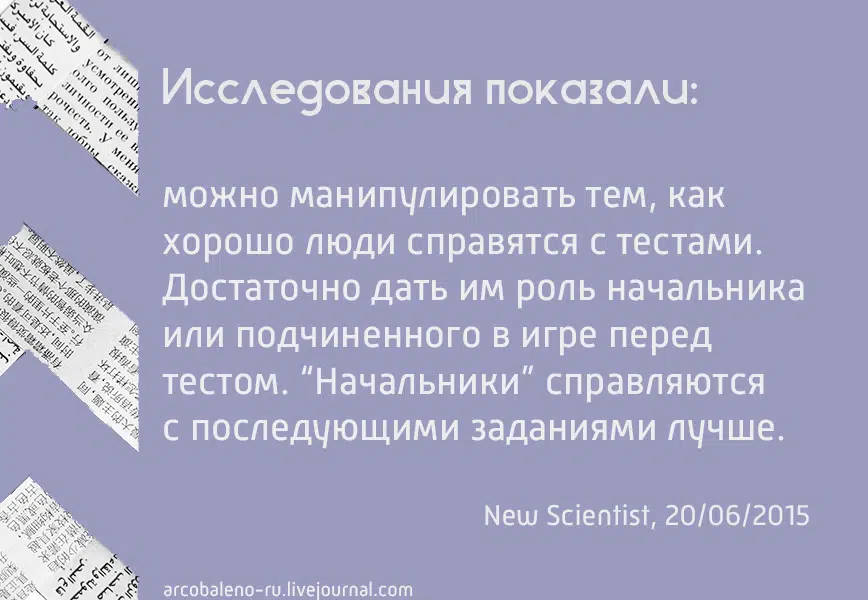 Исследования показали:
можно манипулировать тем, как
хорошо люди справятся с тестами.
Достаточно дать им роль начальника
или подчиненного в игре перед
тестом. “Начальники” справляются
с последующими заданиями лучше.
New Scientist, 20/06/2015
arcobaleno-ru.livejournal.com